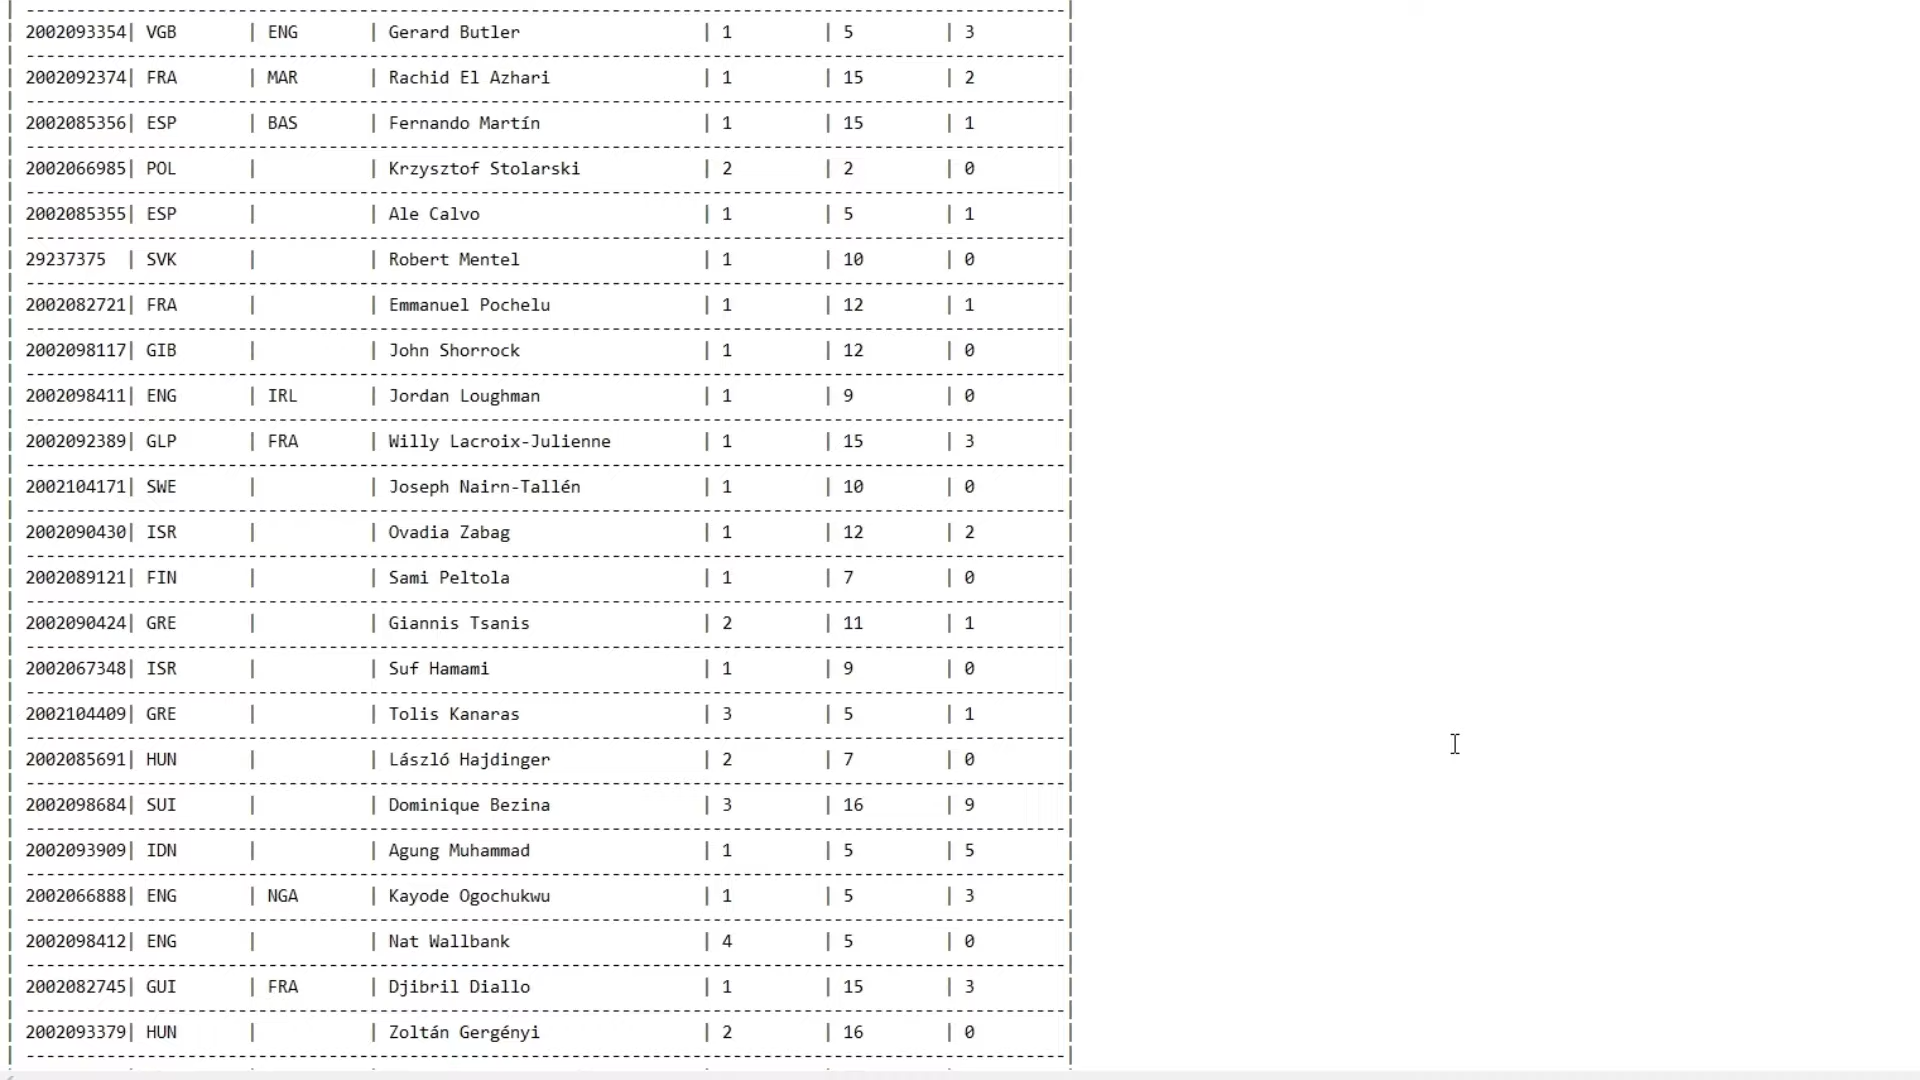 | 2002093354| VGB | ENG | Gerard Butler | 1 | 5 | 3
| 2002092374| FRA | MAR | Rachid El Azhari | 1 | 15 | 2
| 2002085356| ESP | BAS | Fernando Martín | 1 | 15 | 1
| 2002066985| POL | | Krzysztof Stolarski | 2 | 2 | 0
| 2002085355| ESP | | Ale Calvo | 1 | 5 | 1
| 29237375 | SVK | | Robert Mentel | 1 | 10 | 0
| 2002082721| FRA | | Emmanuel Pochelu | 1 | 12 | 1
| 2002098117| GIB | | John Shorrock | 1 | 12 | 0
| 2002098411| ENG | IRL | Jordan Loughman | 1 | 9 | 0
| 2002092389| GLP | FRA | Willy Lacroix-Julienne | 1 | 15 | 3
| 2002104171| SWE | | Joseph Nairn-Tallén | 1 | 10 | 0
| 2002090430| ISR | | Ovadia Zabag | 1 | 12 | 2
| 2002089121| FIN | | Sami Peltola | 1 | 7 | 0
| 2002090424| GRE | | Giannis Tsanis | 2 | 11 | 1
| 2002067348| ISR | | Suf Hamami | 1 | 9 | 0
| 2002104409| GRE | | Tolis Kanaras | 3 | 5 | 1
| 2002085691| HUN | | László Hajdinger | 2 | 7 | 0
| 2002098684| SUI | | Dominique Bezina | 3 | 16 | 9
| 2002093909| IDN | | Agung Muhammad | 1 | 5 | 5
| 2002066888| ENG | NGA | Kayode Ogochukwu | 1 | 5 | 3
| 2002098412| ENG | | Nat Wallbank | 4 | 5 | 0
| 2002082745| GUI | FRA | Djibril Diallo | 1 | 15 | 3
| 2002093379| HUN | | Zoltán Gergényi | 2 | 16 | 0